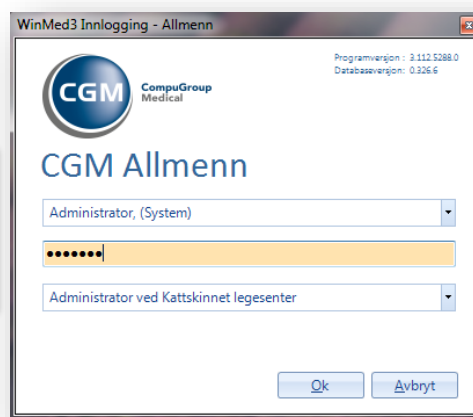 WinMed3 Innlogging - Allmenn
Programversjon : 3.112.5288.0
Databaseversjon: 0.326.6
CGM
CompuGroup
Medical
CGM Allmenn
Administrator, (System)
•••••••
Administrator ved Kattskinnet legesenter
Ok
Avbryt